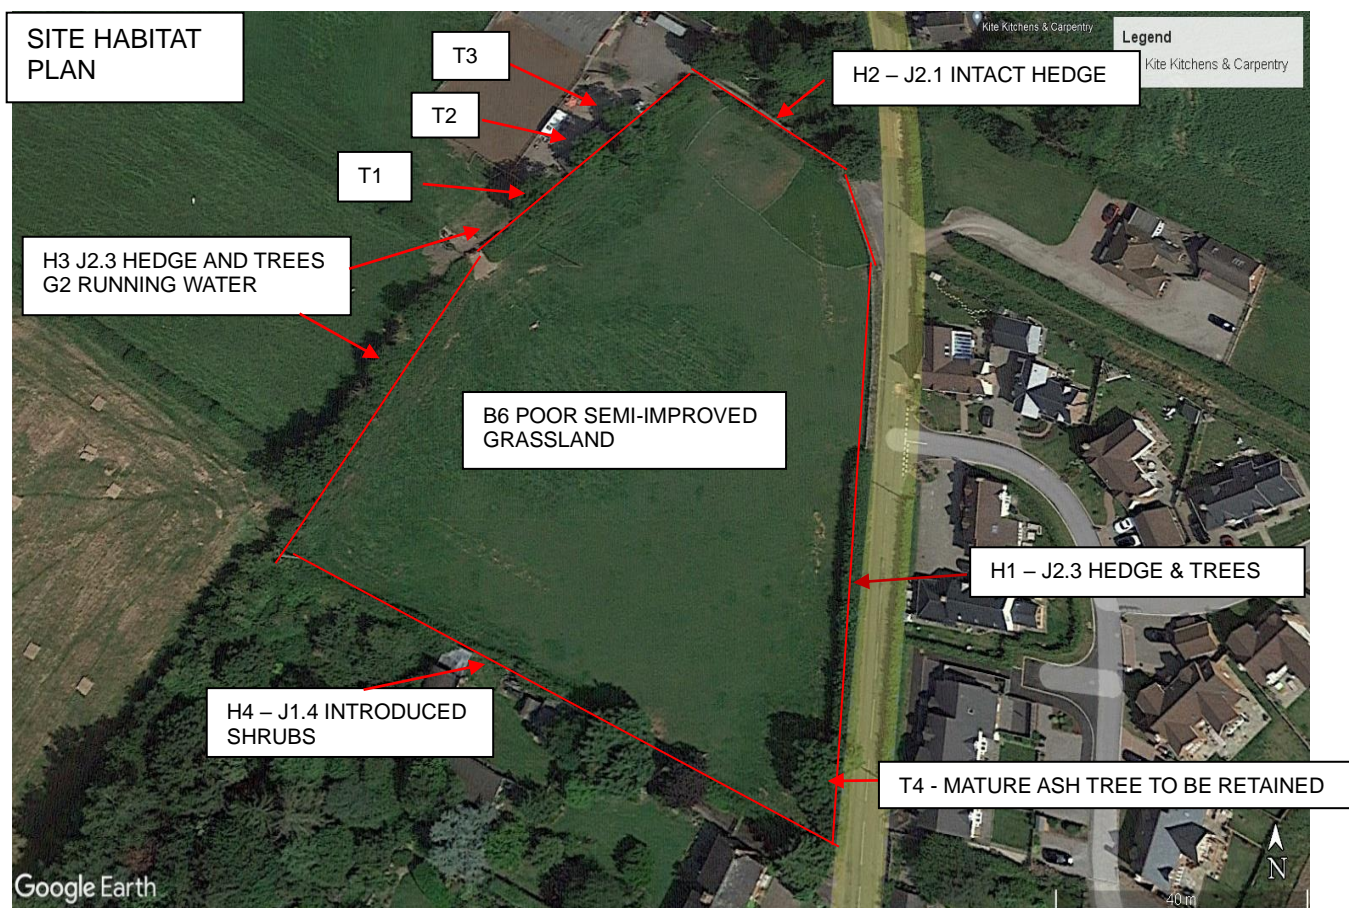 SITE HABITAT
PLAN
T3
T2
T1
Kite Kitchens & Carpentry
Legend
Kite Kitchens & Carpentry
H2 – J2.1 INTACT HEDGE
H3 J2.3 HEDGE AND TREES
G2 RUNNING WATER
B6 POOR SEMI-IMPROVED
GRASSLAND
H1 – J2.3 HEDGE & TREES
H4 – J1.4 INTRODUCED
SHRUBS
T4 - MATURE ASH TREE TO BE RETAINED
N
Google Earth
40 m